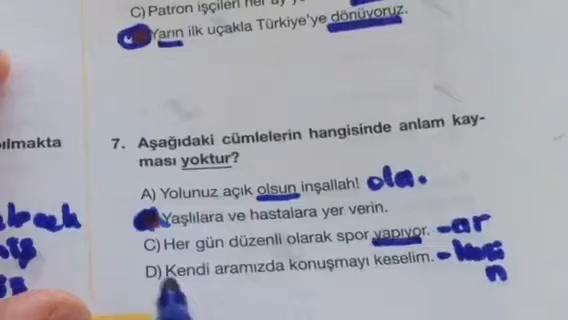 C) Patron işçileri her ay
Yarın ilk uçakla Türkiye'ye dönüyoruz.
ılmakta
7. Aşağıdaki cümlelerin hangisinde anlam kay-
ması yoktur?
A) Yolunuz açık olsun inşallah! ola.
Yaşlılara ve hastalara yer verin.
C) Her gün düzenli olarak spor yapıyor. -ar
D) Kendi aramızda konuşmayı keselim. -